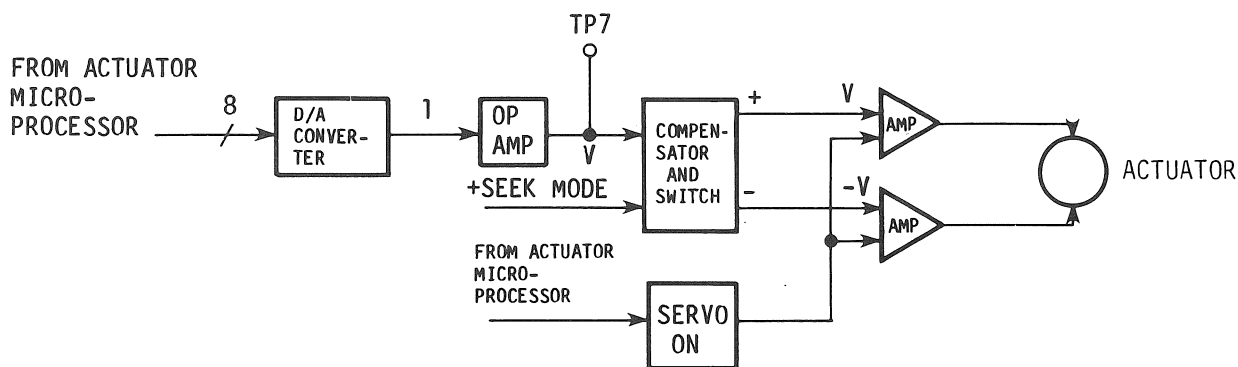 TP7
FROM ACTUATOR
MICRO-
PROCESSOR
8
D/A
CONVER-
TER
1
OP
AMP
V
+SEEK MODE
COMPEN-
SATOR
AND
SWITCH
+
-
V
-V
AMP
AMP
ACTUATOR
FROM ACTUATOR
MICRO-
PROCESSOR
SERVO
ON